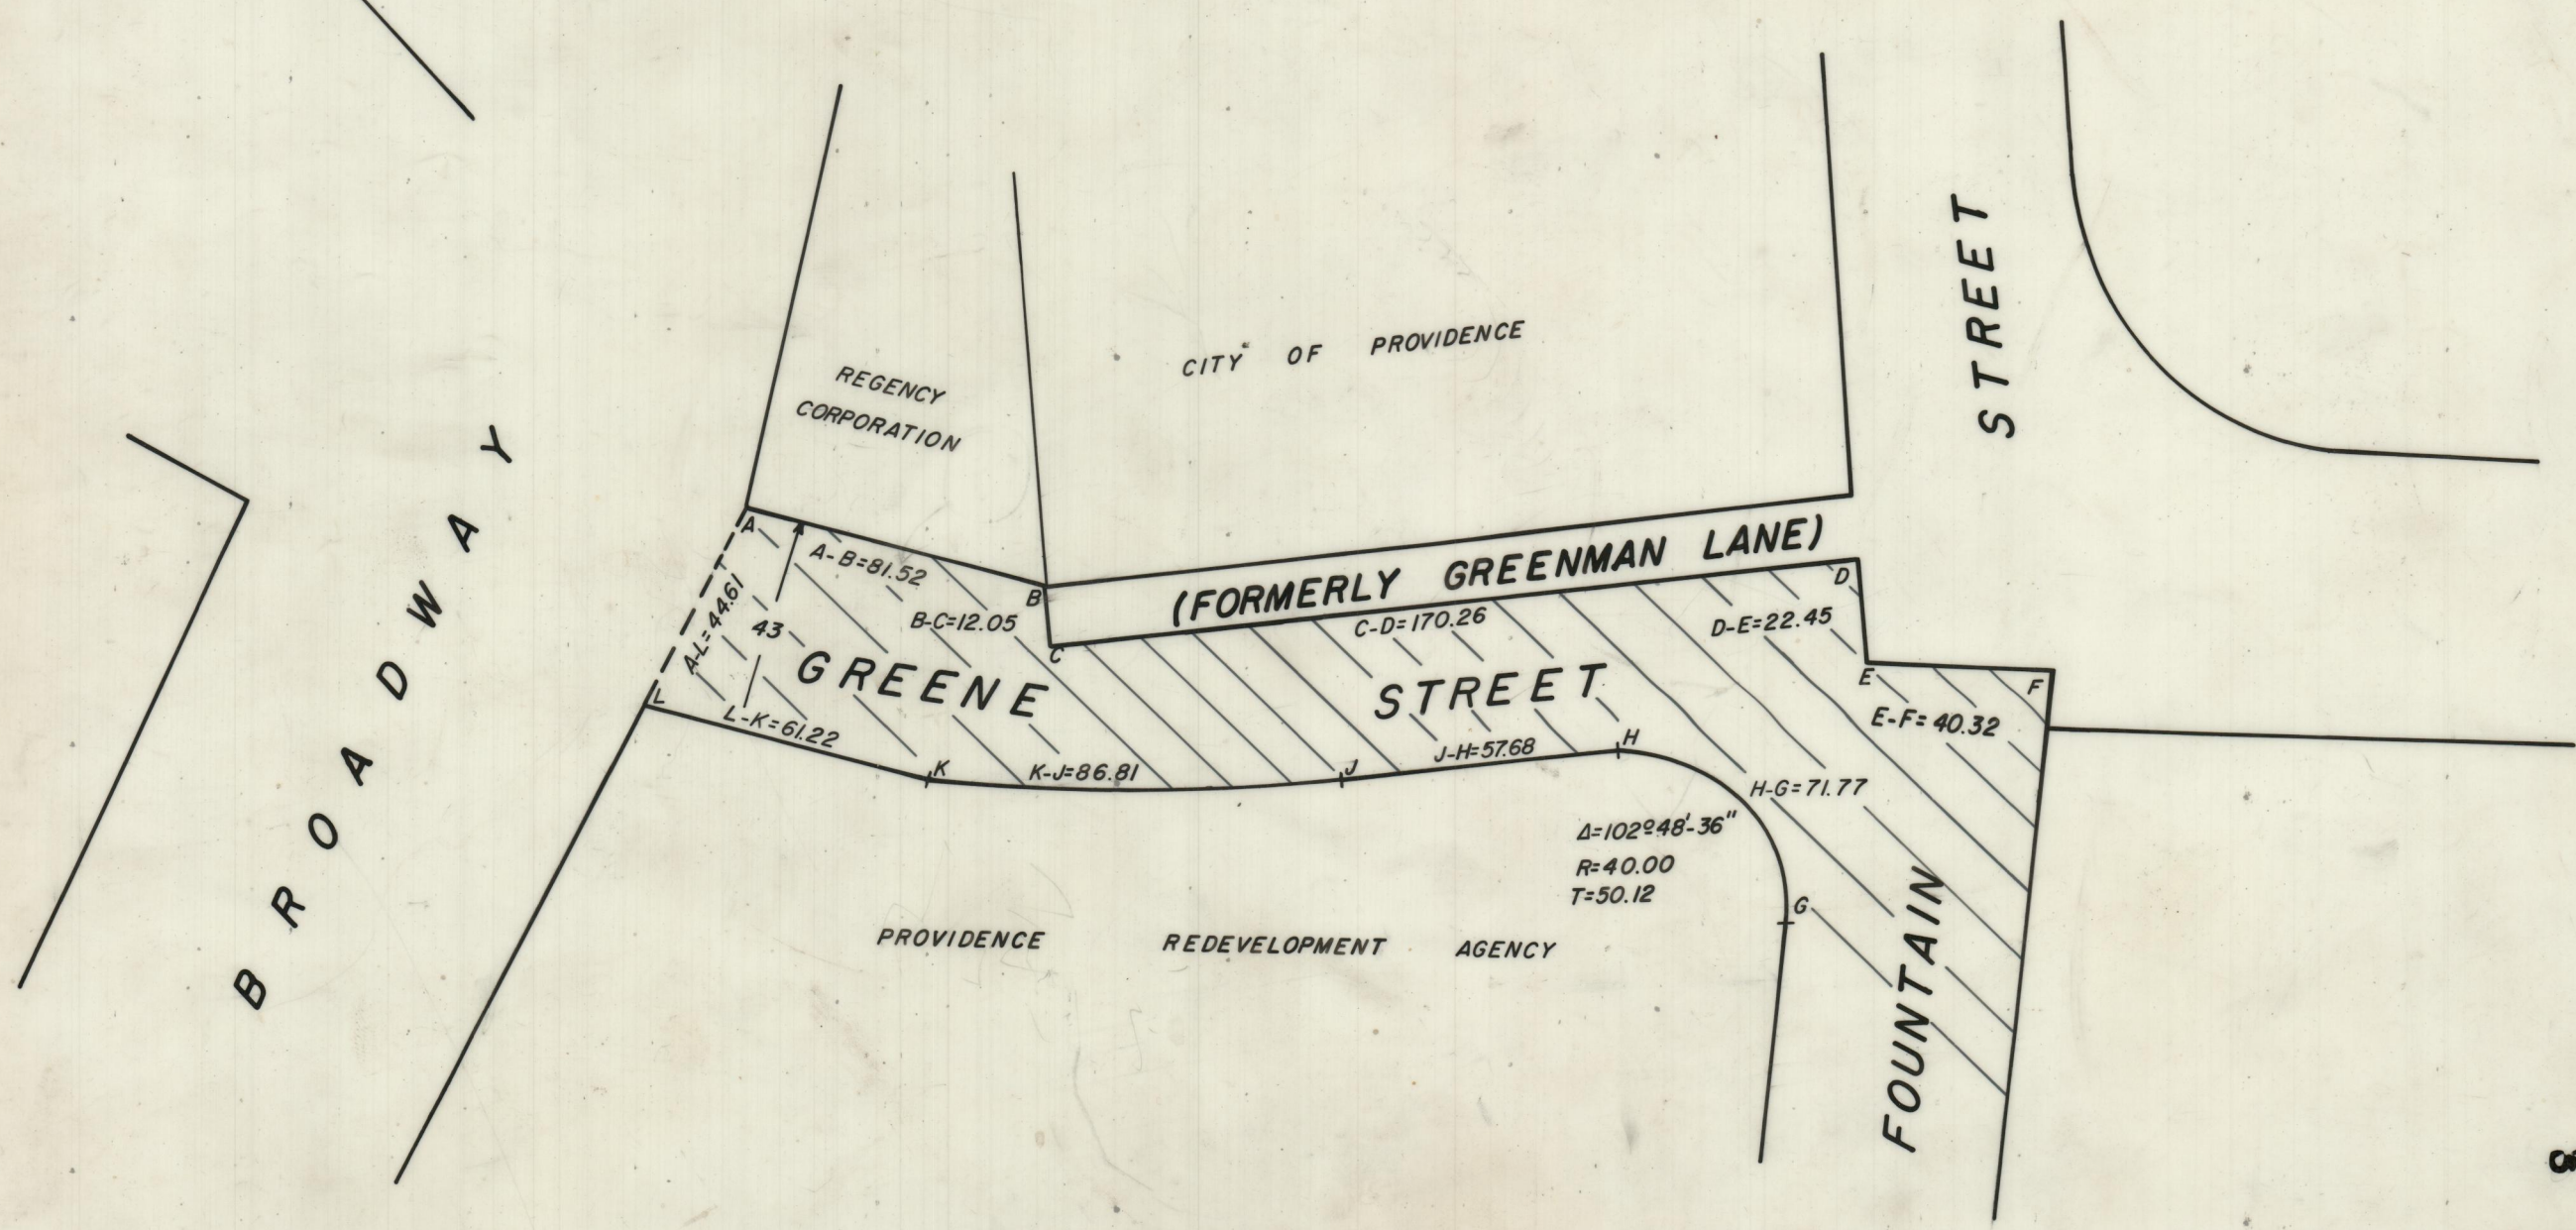 STREET
CITY OF PROVIDENCE
REGENCY
CORPORATION
BROADWAY
(FORMERLY GREENMAN LANE)
A
A-B=81.52
B
B-C=12.05
C
C-D=170.26
D
D-E=22.45
E
F
E-F=40.32
A-L=44.61
43
GREENE STREET
L
L-K=61.22
K
K-J=86.81
J
J-H=57.68
H
H-G=71.77
Δ=102º48'-36"
R=40.00
T=50.12
G
PROVIDENCE REDEVELOPMENT AGENCY
FOUNTAIN